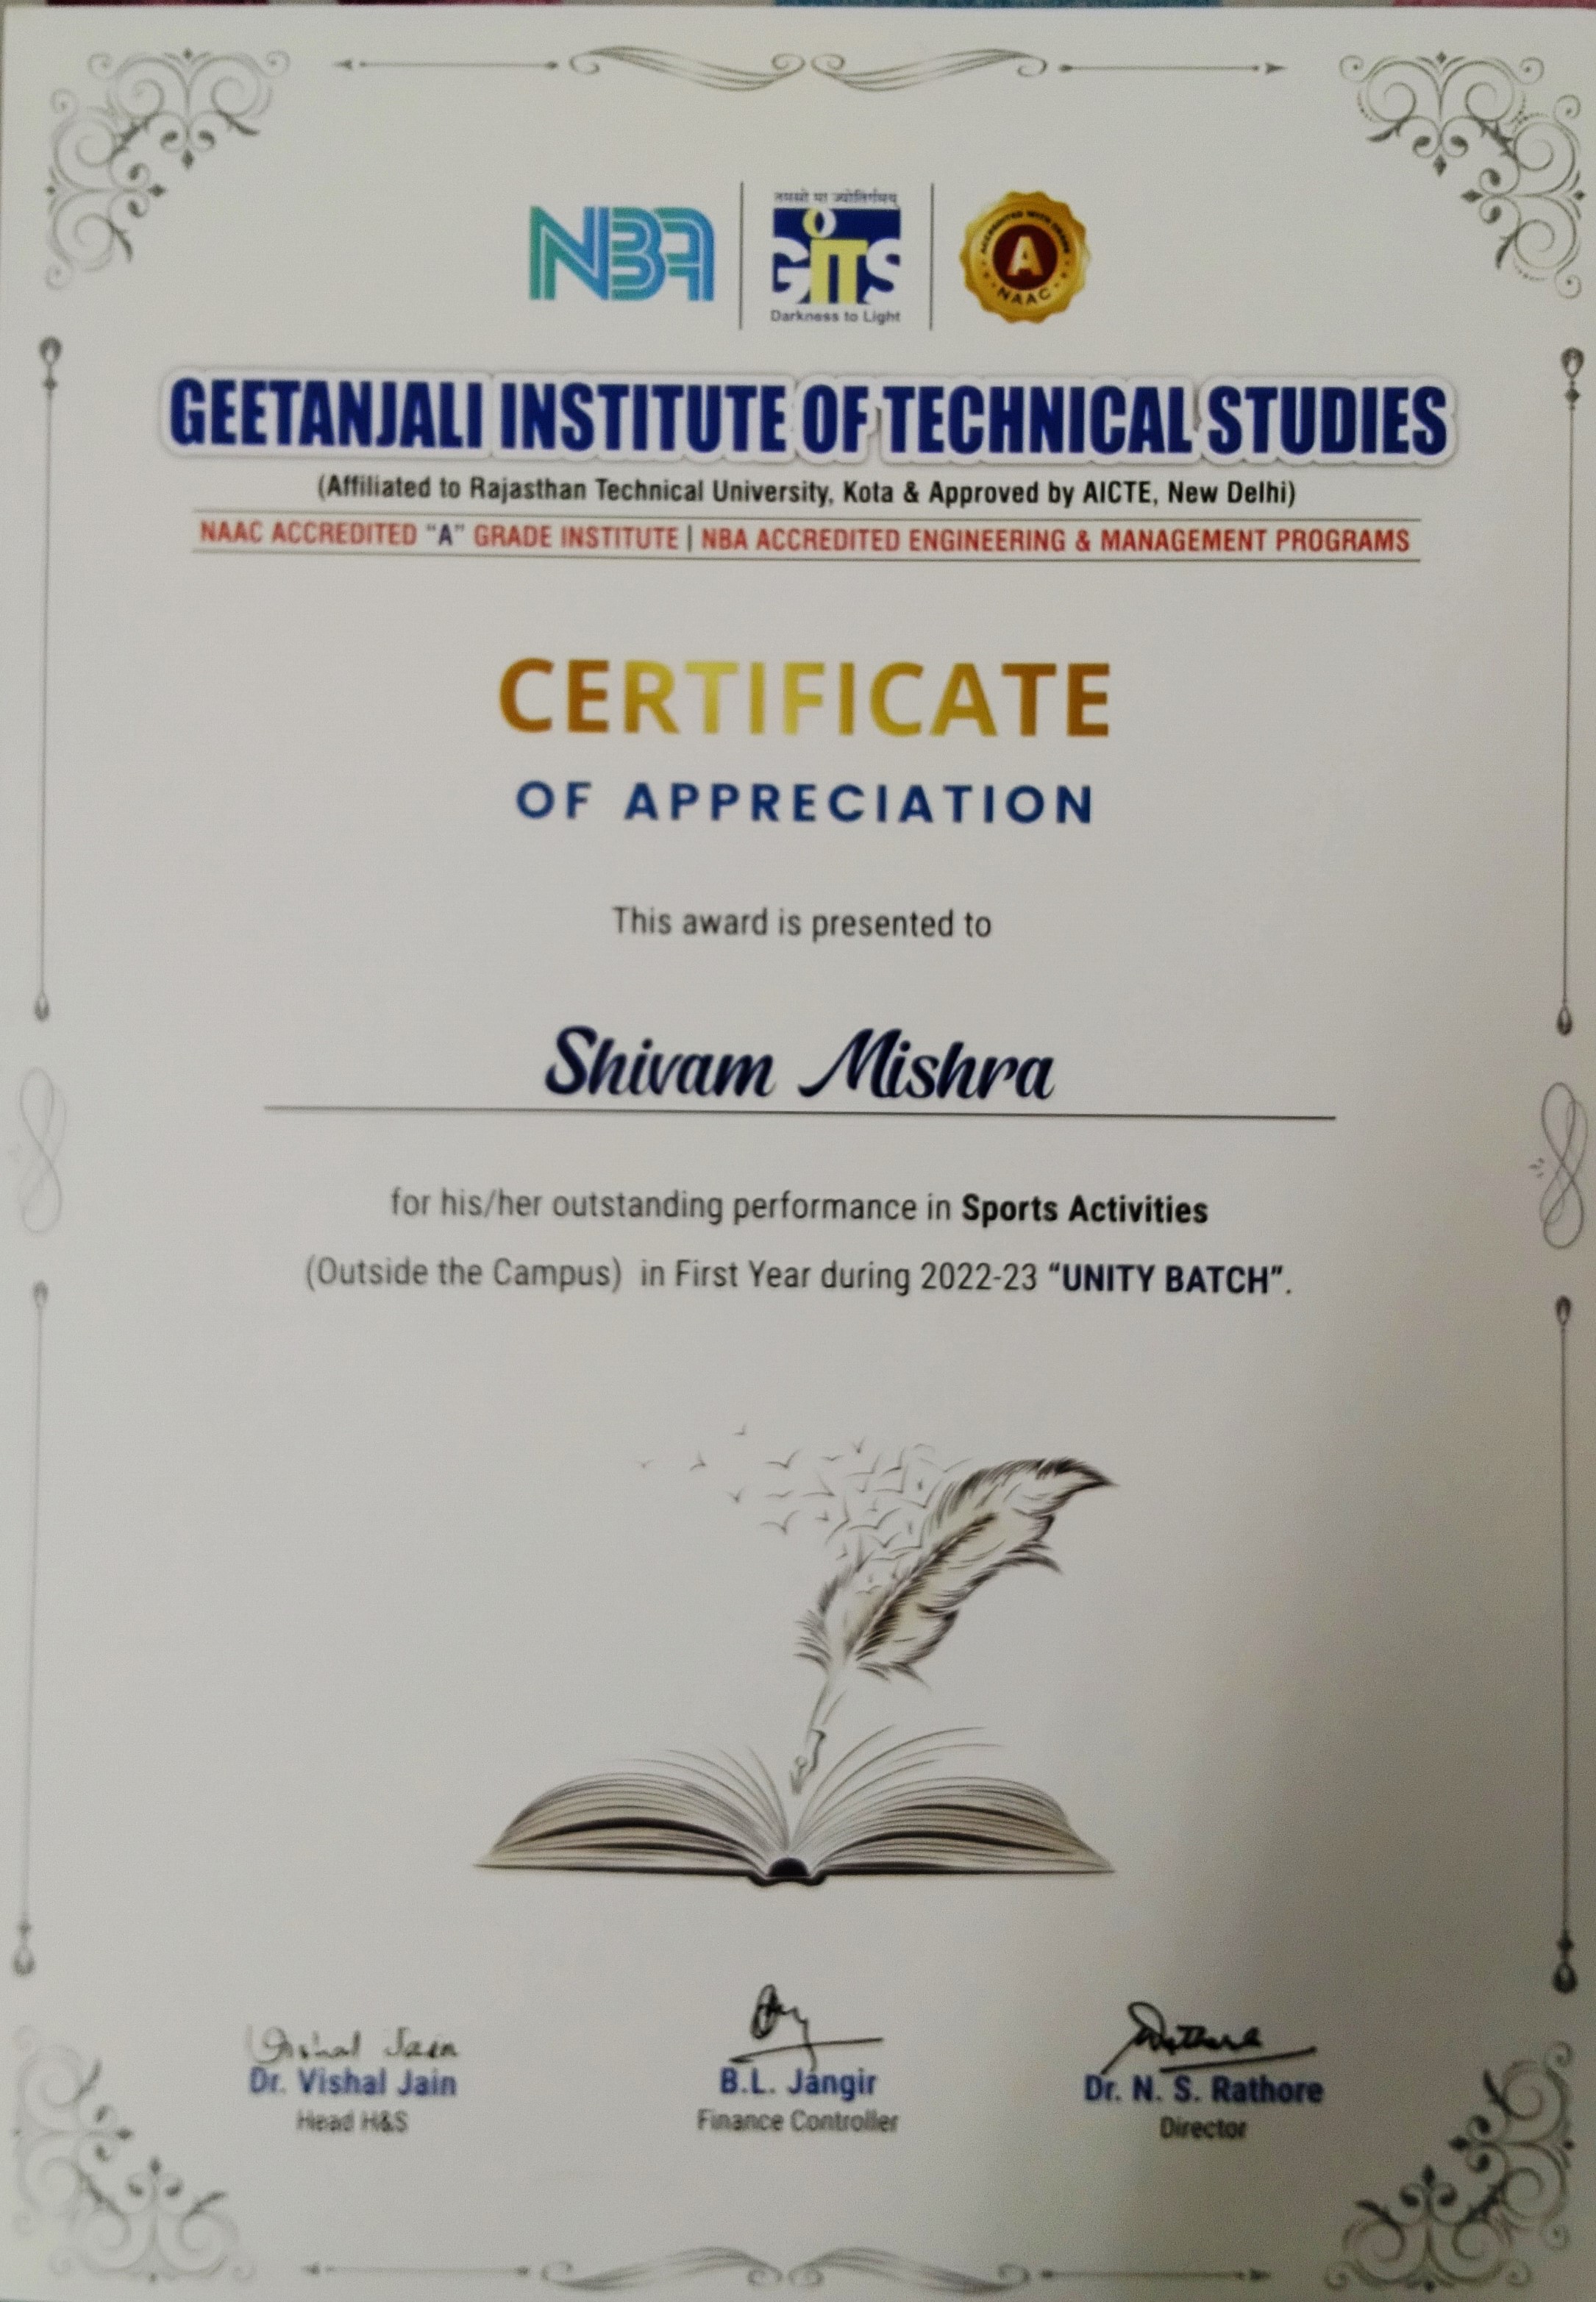 NBA
तमसो मा ज्योतिर्गमय
GITS
Darkness to Light
ACCREDITED WITH GRADE
A
NAAC
GEETANJALI INSTITUTE OF TECHNICAL STUDIES
(Affiliated to Rajasthan Technical University, Kota & Approved by AICTE, New Delhi)
NAAC ACCREDITED "A" GRADE INSTITUTE | NBA ACCREDITED ENGINEERING & MANAGEMENT PROGRAMS
CERTIFICATE
OF APPRECIATION
This award is presented to
Shivam Mishra
for his/her outstanding performance in Sports Activities
(Outside the Campus) in First Year during 2022-23 “UNITY BATCH”.
Vishal Jain
Dr. Vishal Jain
Head H&S
B.L. Jangir
Finance Controller
Dr. N. S. Rathore
Director